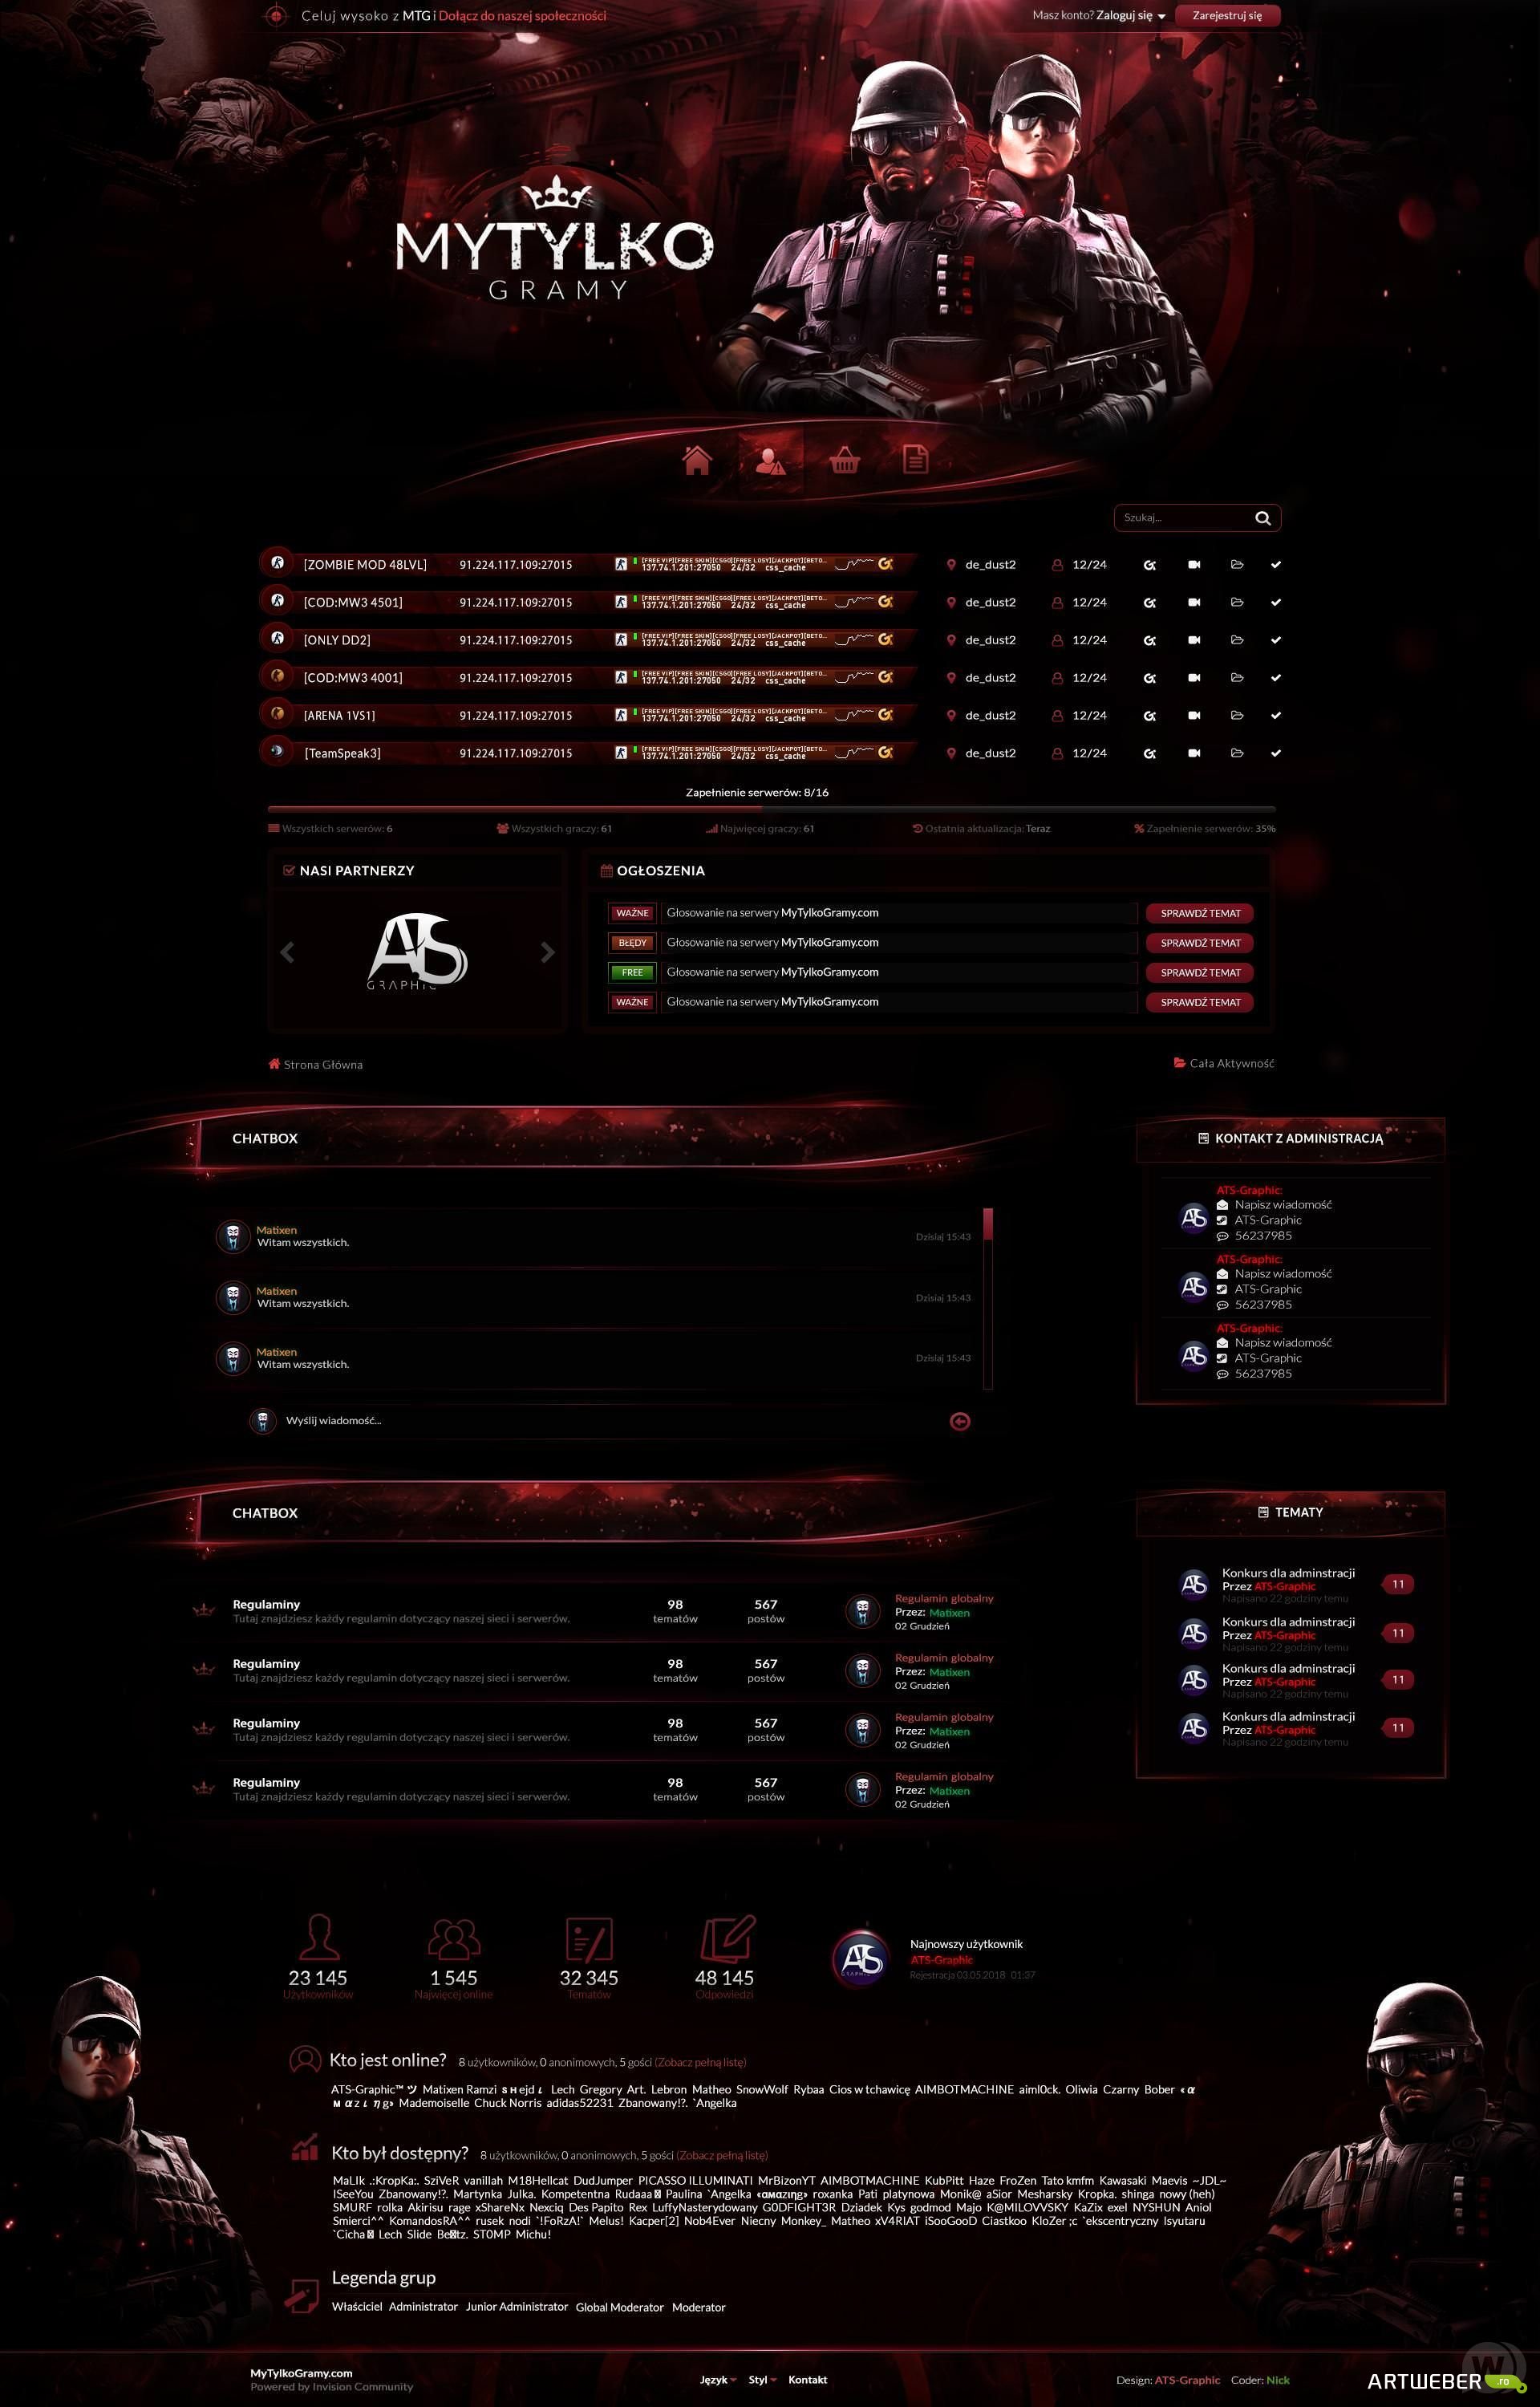 Celuj wysoko z MTG i Dołącz do naszej społeczności
Masz konto? Zaloguj się
Zarejestruj się
MYTYLKO
GRAMY
Szukaj...
[ZOMBIE MOD 48LVL] 91.224.117.109:27015 [FREE VIP][FREE SKIN][CSGO][FREE LOSY][JACKPOT][BETO... de_dust2 12/24
137.74.1.201:27050 24/32 css_cache
[COD:MW3 4501] 91.224.117.109:27015 [FREE VIP][FREE SKIN][CSGO][FREE LOSY][JACKPOT][BETO... de_dust2 12/24
137.74.1.201:27050 24/32 css_cache
[ONLY DD2] 91.224.117.109:27015 [FREE VIP][FREE SKIN][CSGO][FREE LOSY][JACKPOT][BETO... de_dust2 12/24
137.74.1.201:27050 24/32 css_cache
[COD:MW3 4001] 91.224.117.109:27015 [FREE VIP][FREE SKIN][CSGO][FREE LOSY][JACKPOT][BETO... de_dust2 12/24
137.74.1.201:27050 24/32 css_cache
[ARENA 1VS1] 91.224.117.109:27015 [FREE VIP][FREE SKIN][CSGO][FREE LOSY][JACKPOT][BETO... de_dust2 12/24
137.74.1.201:27050 24/32 css_cache
[TeamSpeak3] 91.224.117.109:27015 [FREE VIP][FREE SKIN][CSGO][FREE LOSY][JACKPOT][BETO... de_dust2 12/24
137.74.1.201:27050 24/32 css_cache
Zapełnienie serwerów: 8/16
Wszystkich serwerów: 6 Wszystkich graczy: 61 Najwięcej graczy: 61 Ostatnia aktualizacja: Teraz Zapełnienie serwerów: 35%
NASI PARTNERZY
ATS
GRAPHIC
OGŁOSZENIA
WAŻNE Głosowanie na serwery MyTylkoGramy.com SPRAWDŹ TEMAT
BŁĘDY Głosowanie na serwery MyTylkoGramy.com SPRAWDŹ TEMAT
FREE Głosowanie na serwery MyTylkoGramy.com SPRAWDŹ TEMAT
WAŻNE Głosowanie na serwery MyTylkoGramy.com SPRAWDŹ TEMAT
Strona Główna
Cała Aktywność
CHATBOX
Matixen
Witam wszystkich.
Dzisiaj 15:43
Matixen
Witam wszystkich.
Dzisiaj 15:43
Matixen
Witam wszystkich.
Dzisiaj 15:43
Wyślij wiadomość...
KONTAKT Z ADMINISTRACJĄ
ATS-Graphic:
Napisz wiadomość
ATS-Graphic
56237985
ATS-Graphic:
Napisz wiadomość
ATS-Graphic
56237985
ATS-Graphic:
Napisz wiadomość
ATS-Graphic
56237985
CHATBOX
Regulaminy
Tutaj znajdziesz każdy regulamin dotyczący naszej sieci i serwerów.
98 tematów
567 postów
Regulamin globalny
Przez: Matixen
02 Grudzień
Regulaminy
Tutaj znajdziesz każdy regulamin dotyczący naszej sieci i serwerów.
98 tematów
567 postów
Regulamin globalny
Przez: Matixen
02 Grudzień
Regulaminy
Tutaj znajdziesz każdy regulamin dotyczący naszej sieci i serwerów.
98 tematów
567 postów
Regulamin globalny
Przez: Matixen
02 Grudzień
Regulaminy
Tutaj znajdziesz każdy regulamin dotyczący naszej sieci i serwerów.
98 tematów
567 postów
Regulamin globalny
Przez: Matixen
02 Grudzień
TEMATY
Konkurs dla adminstracji
Przez ATS-Graphic
Napisano 22 godziny temu
11
Konkurs dla adminstracji
Przez ATS-Graphic
Napisano 22 godziny temu
11
Konkurs dla adminstracji
Przez ATS-Graphic
Napisano 22 godziny temu
11
Konkurs dla adminstracji
Przez ATS-Graphic
Napisano 22 godziny temu
11
23 145
Użytkowników
1 545
Najwięcej online
32 345
Tematów
48 145
Odpowiedzi
ATS
GRAPHIC
Najnowszy użytkownik
ATS-Graphic
Rejestracja 03.05.2018 01:37
Kto jest online? 8 użytkowników, 0 anonimowych, 5 gości (Zobacz pełną listę)
ATS-Graphic™ ツ Matixen Ramzi ѕнejd ɩ Lech Gregory Art. Lebron Matheo SnowWolf Rybaa Cios w tchawicę AIMBOTMACHINE aiml0ck. Oliwia Czarny Bober «α
м α z ɩ η g» Mademoiselle Chuck Norris adidas52231 Zbanowany!?. `Angelka
Kto był dostępny? 8 użytkowników, 0 anonimowych, 5 gości (Zobacz pełną listę)
MaLIk .:KropKa:. SziVeR vanillah M18Hellcat DudJumper PICASSO ILLUMINATI MrBizonYT AIMBOTMACHINE KubPitt Haze FroZen Tato kmfm Kawasaki Maevis ~JDL~
ISeeYou Zbanowany!?. Martynka Julka. Kompetentna Rudaaa Paulina `Angelka «αмαzıηg» roxanka Pati platynowa Monik@ aSior Mesharsky Kropka. shinga nowy (heh)
SMURF rolka Akirisu rage xShareNx Nexciq Des Papito Rex LuffyNasterydowany G0DFIGHT3R Dziadek Kys godmod Majo K@MILOVVSKY KaZix exel NYSHUN Aniol
Smierci^^ KomandosRA^^ rusek nodi `!FoRzA!` Melus! Kacper[2] Nob4Ever Niecny Monkey_ Matheo xV4RIAT iSooGooD Ciastkoo KloZer ;c `ekscentryczny Isyutaru
`Cicha Lech Slide Be tz. ST0MP Michu!
Legenda grup
Właściciel Administrator Junior Administrator Global Moderator Moderator
MyTylkoGramy.com
Powered by Invision Community
Język Styl Kontakt
Design: ATS-Graphic Coder: Nick
ARTWEBER .ro